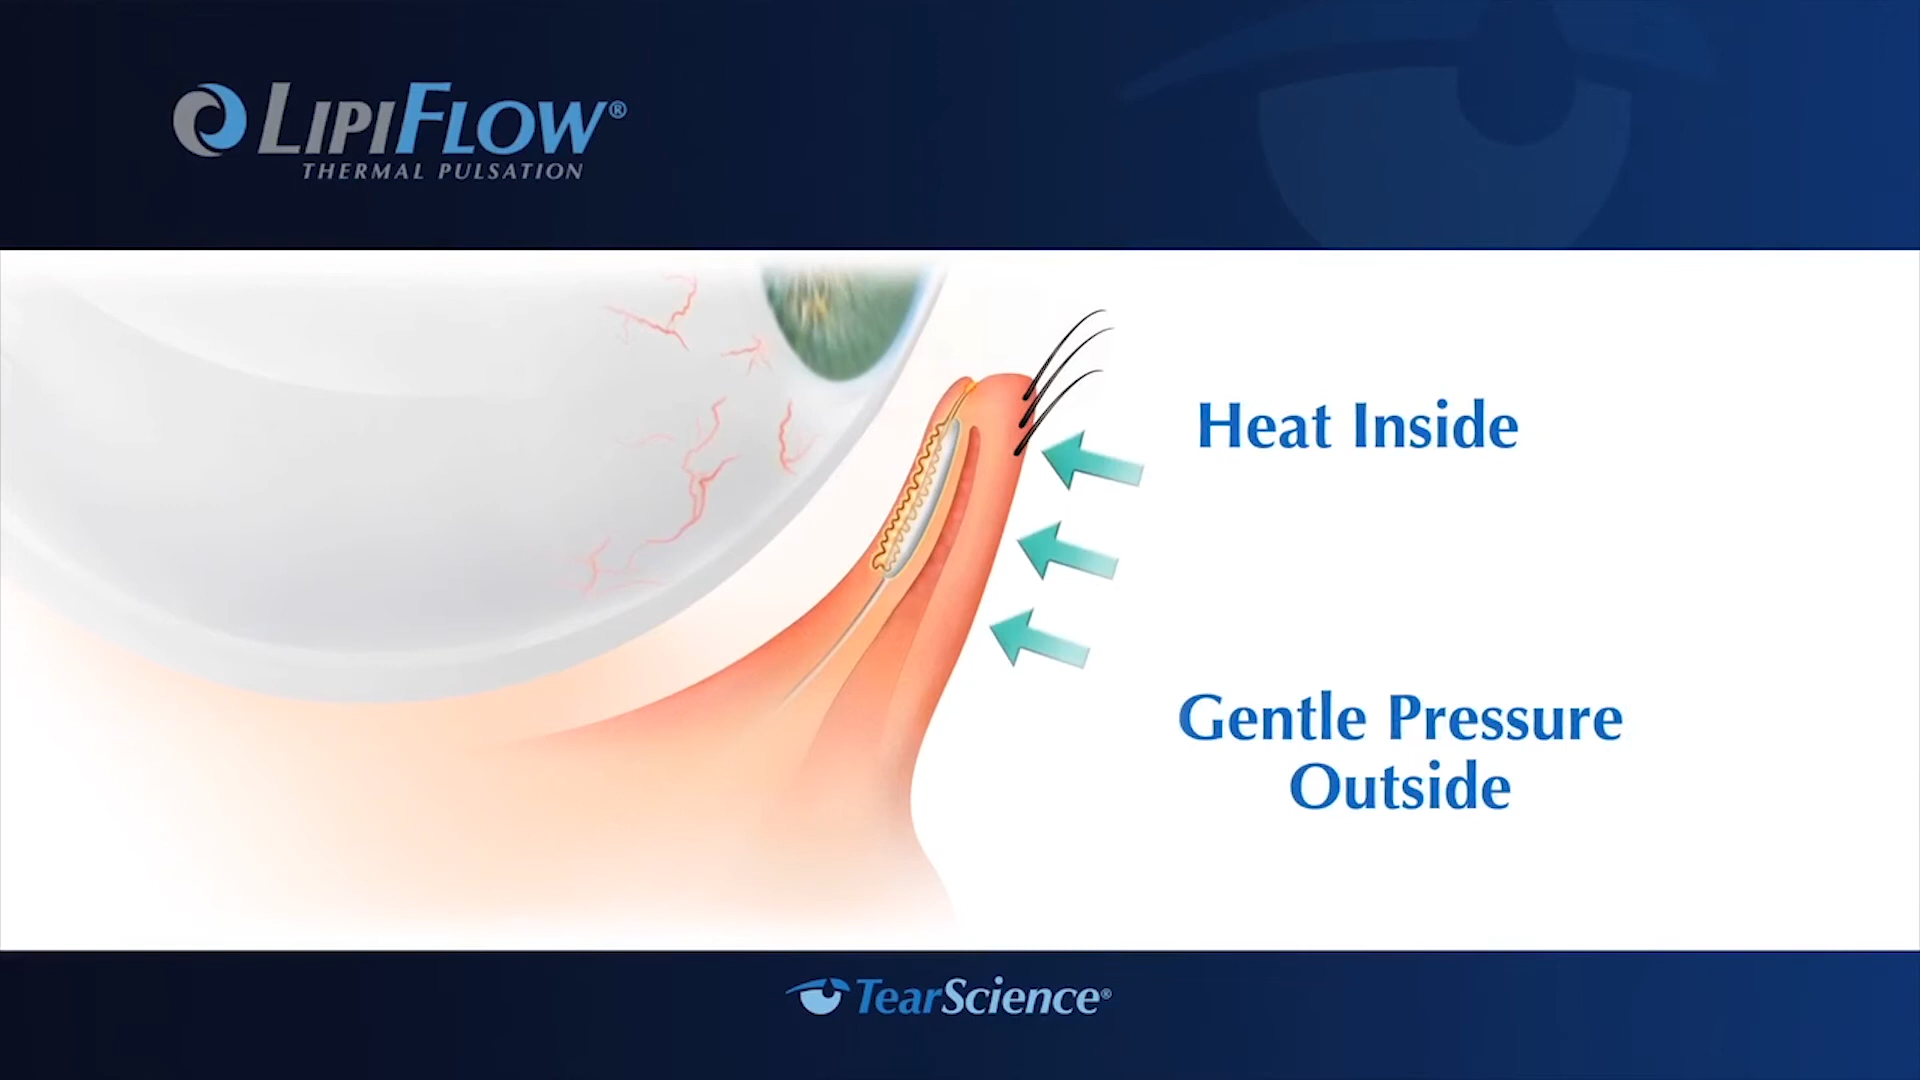 LIPIFLOW®
THERMAL PULSATION
Heat Inside
Gentle Pressure
Outside
TearScience®